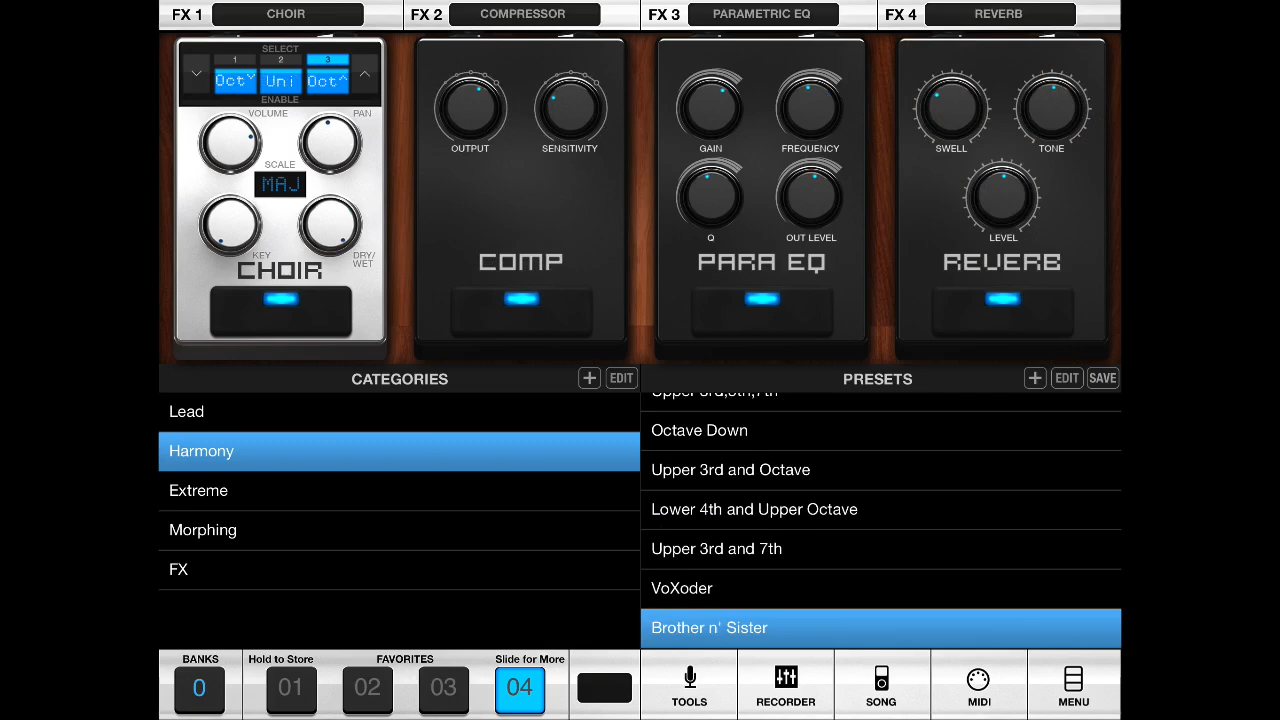 FX 1 CHOIR FX 2 COMPRESSOR FX 3 PARAMETRIC EQ FX 4 REVERB
SELECT
1 2 3
Oct˅ Uni Oct^
ENABLE
VOLUME PAN
SCALE
MAJ
KEY DRY/
WET
CHOIR
OUTPUT SENSITIVITY
COMP
GAIN FREQUENCY
Q OUT LEVEL
PARA EQ
SWELL TONE
LEVEL
REVERB
CATEGORIES + EDIT
Lead
Harmony
Extreme
Morphing
FX
PRESETS + EDIT SAVE
Upper 3rd,5th,7th
Octave Down
Upper 3rd and Octave
Lower 4th and Upper Octave
Upper 3rd and 7th
VoXoder
Brother n' Sister
BANKS Hold to Store FAVORITES Slide for More
0 01 02 03 04
TOOLS RECORDER SONG MIDI MENU